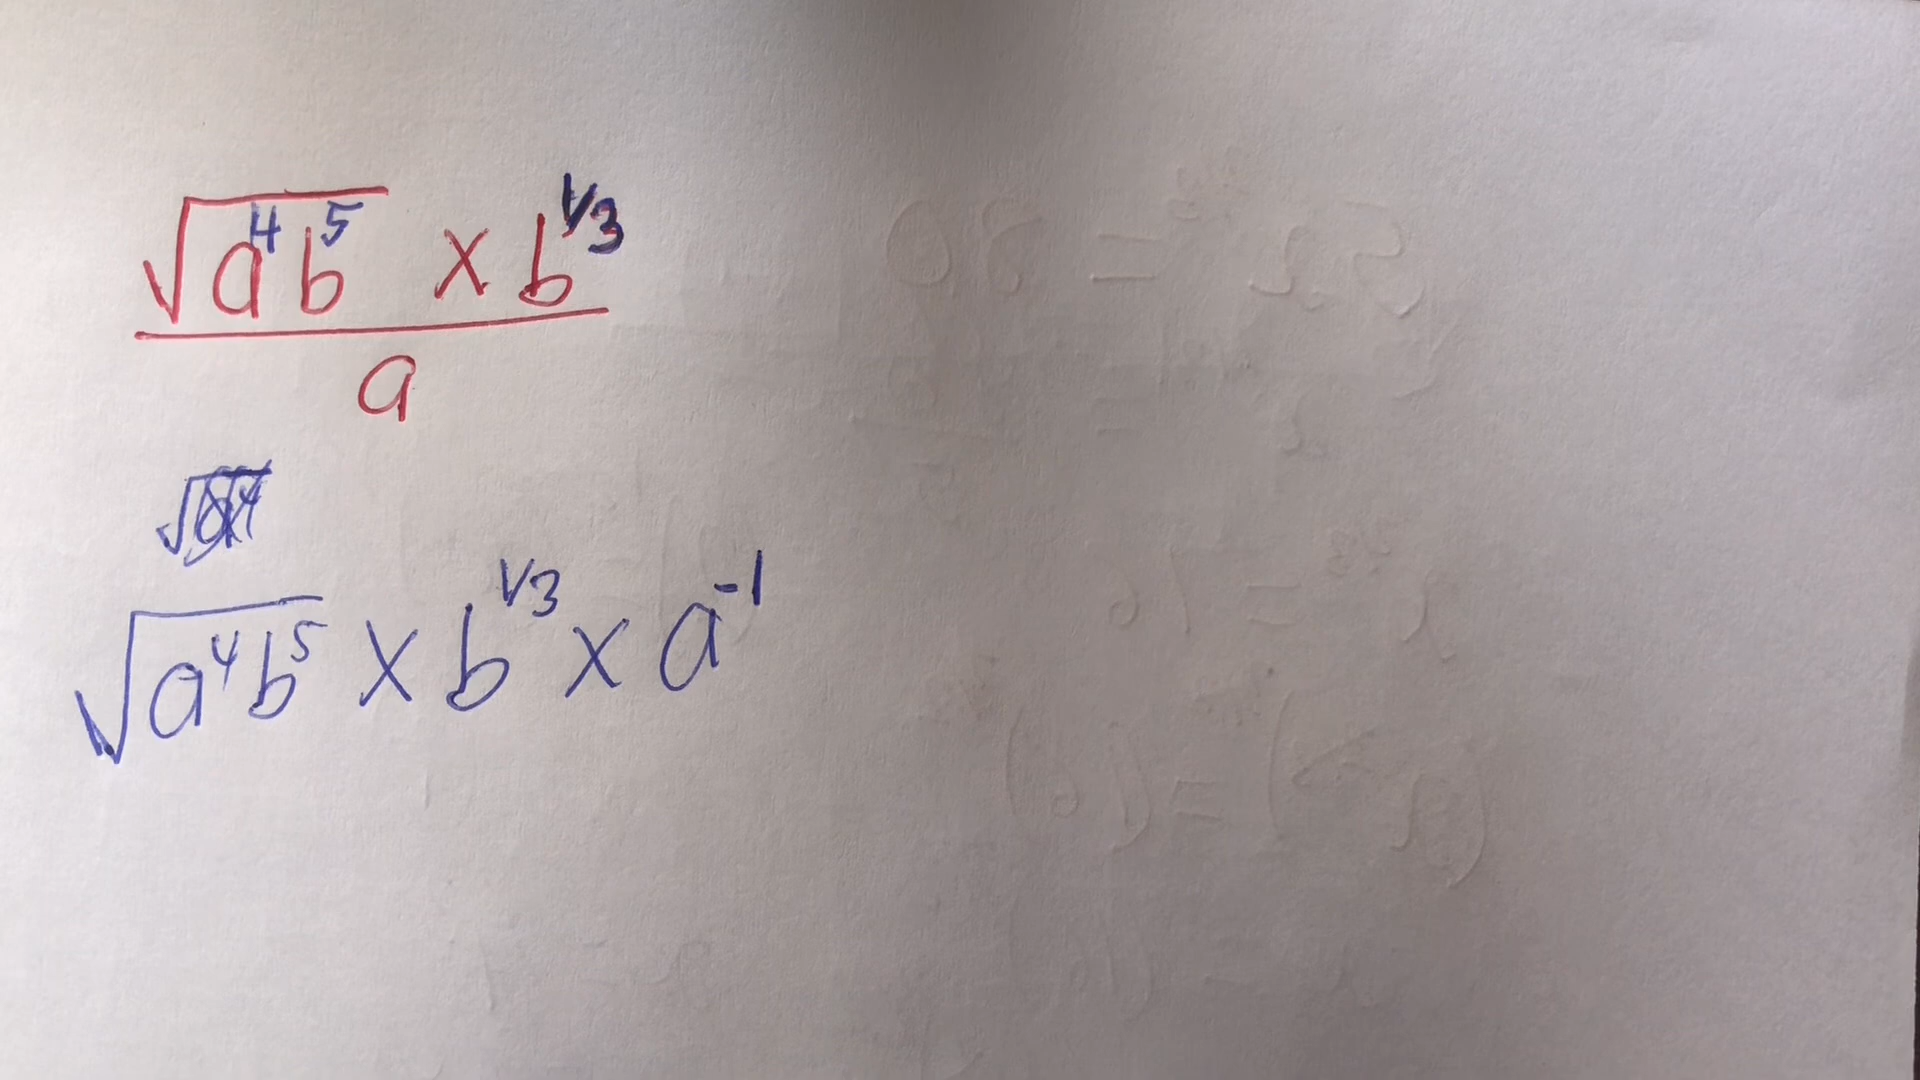 √a⁴b⁵ × b^1/3
a
√a⁴b⁵ × b^1/3 × a⁻¹